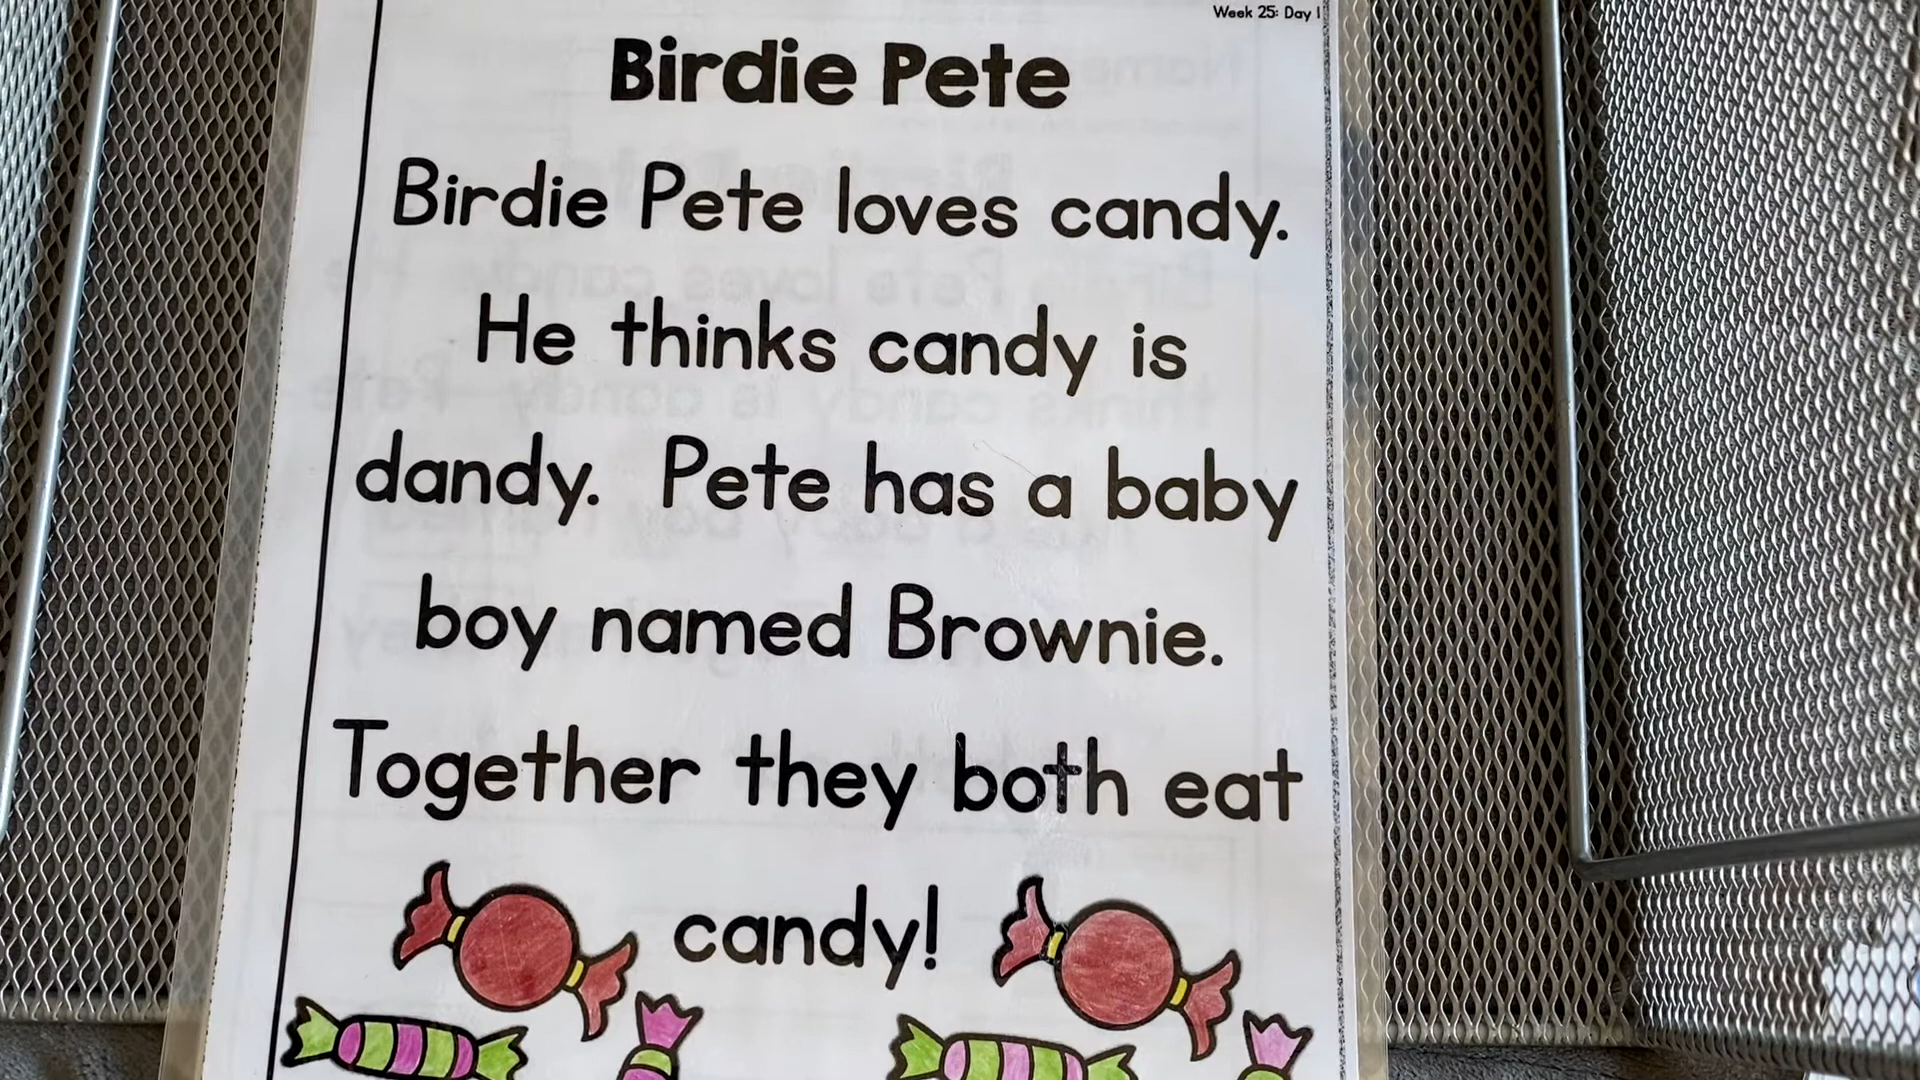 Week 25: Day 1
Birdie Pete
Birdie Pete loves candy.
He thinks candy is
dandy. Pete has a baby
boy named Brownie.
Together they both eat
candy!